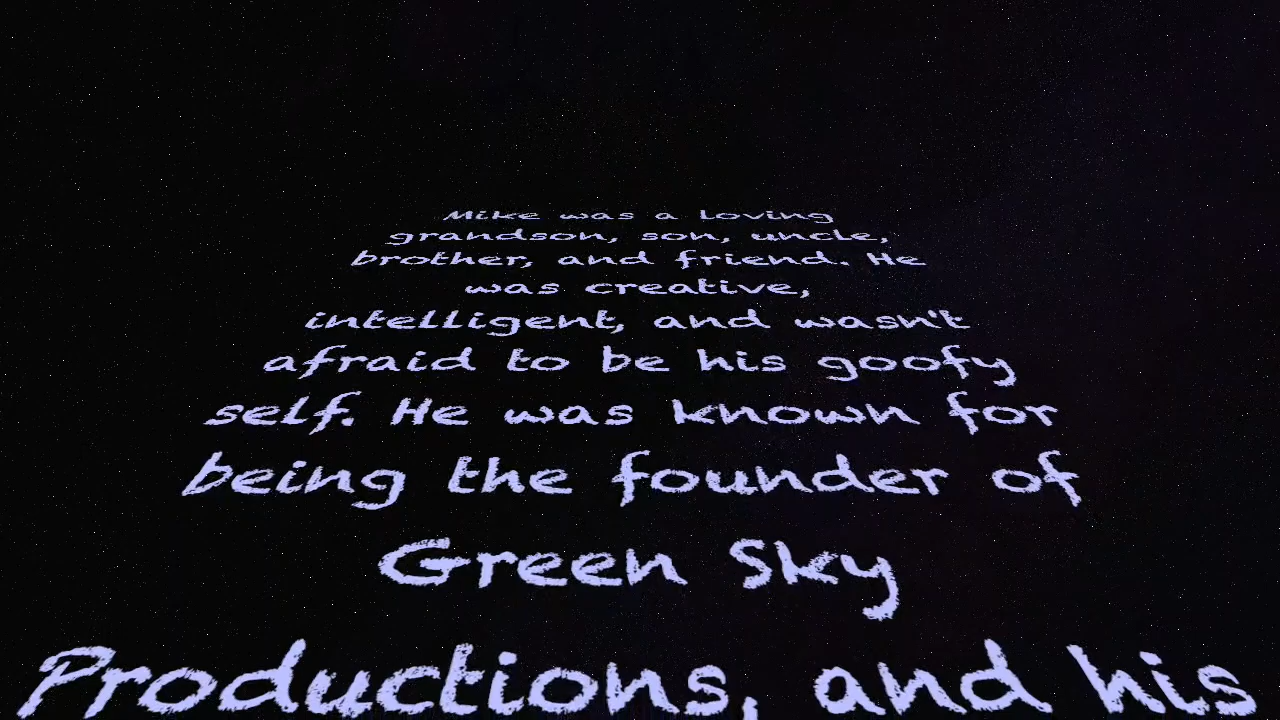 Mike was a loving
grandson, son, uncle,
brother, and friend. He
was creative,
intelligent, and wasn't
afraid to be his goofy
self. He was known for
being the founder of
Green Sky
Productions, and his